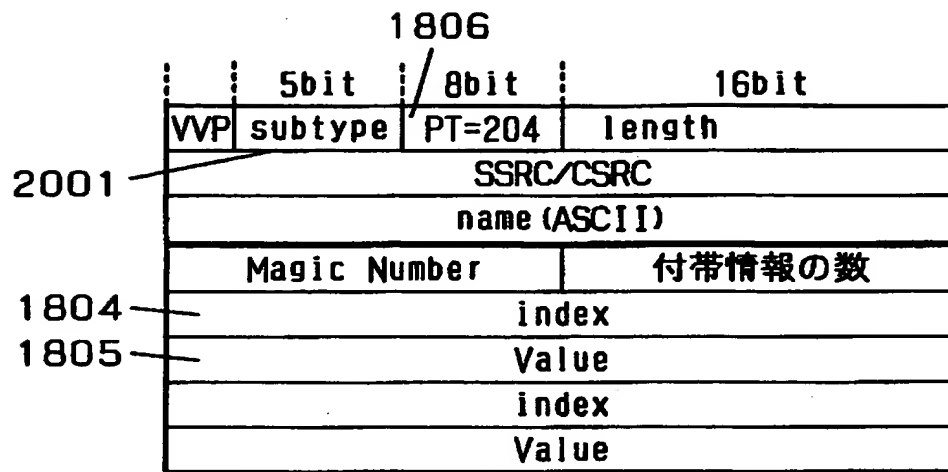 1806
5bit 8bit 16bit
VVP subtype PT=204 length
2001
SSRC/CSRC
name(ASCII)
Magic Number 付帯情報の数
1804 index
1805 Value
index
Value